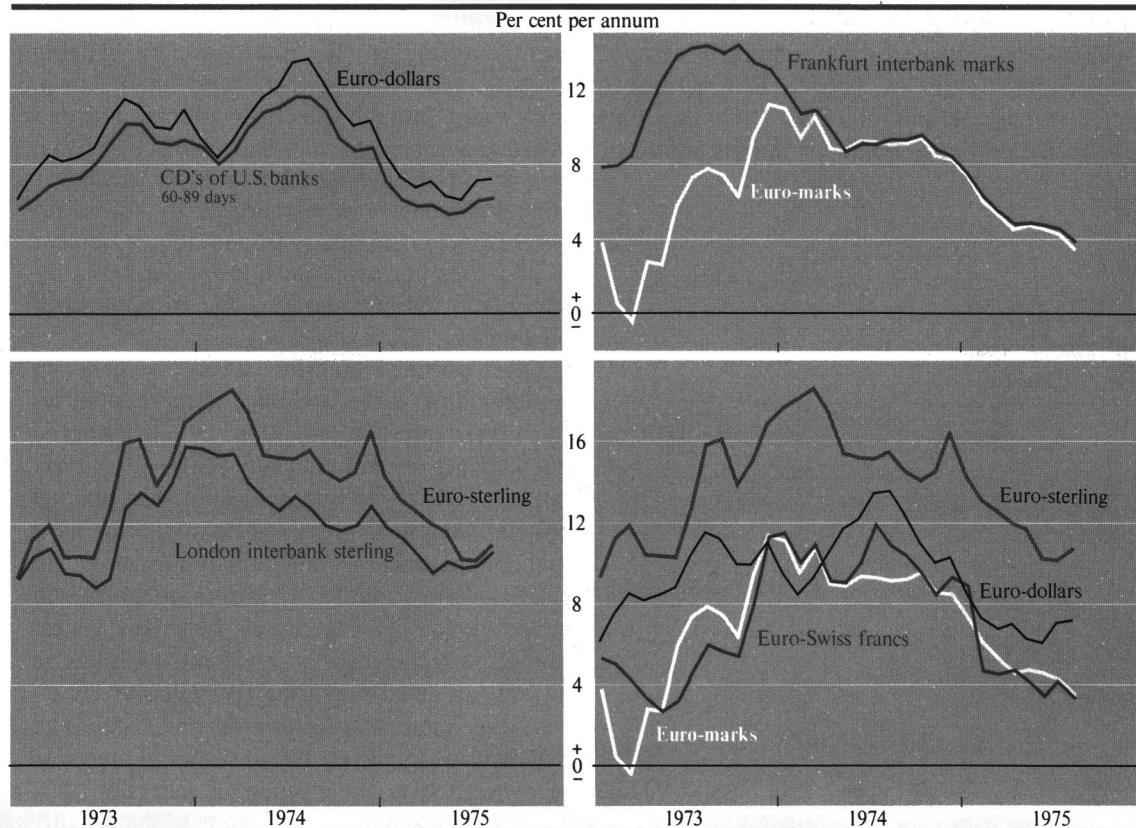 Per cent per annum
Euro-dollars
CD's of U.S. banks
60-89 days
12
8
4
+
0
−
Frankfurt interbank marks
Euro-marks
Euro-sterling
London interbank sterling
16
12
8
4
+
0
−
Euro-sterling
Euro-dollars
Euro-Swiss francs
Euro-marks
1973 1974 1975
1973 1974 1975